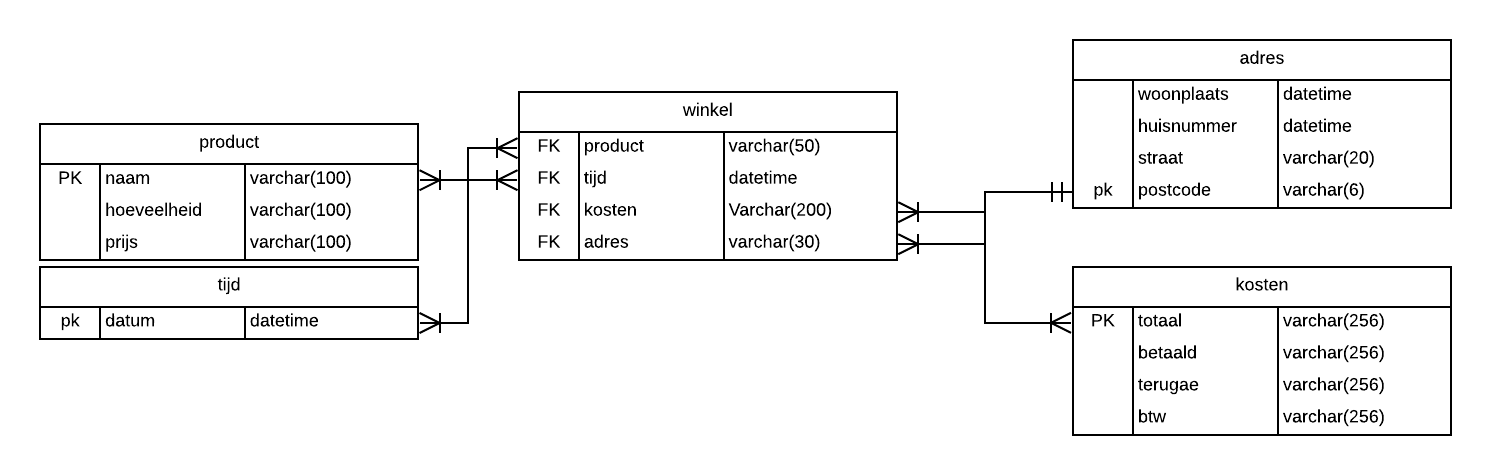 product
PK naam varchar(100)
hoeveelheid varchar(100)
prijs varchar(100)
tijd
pk datum datetime
winkel
FK product varchar(50)
FK tijd datetime
FK kosten Varchar(200)
FK adres varchar(30)
adres
woonplaats datetime
huisnummer datetime
straat varchar(20)
pk postcode varchar(6)
kosten
PK totaal varchar(256)
betaald varchar(256)
terugae varchar(256)
btw varchar(256)